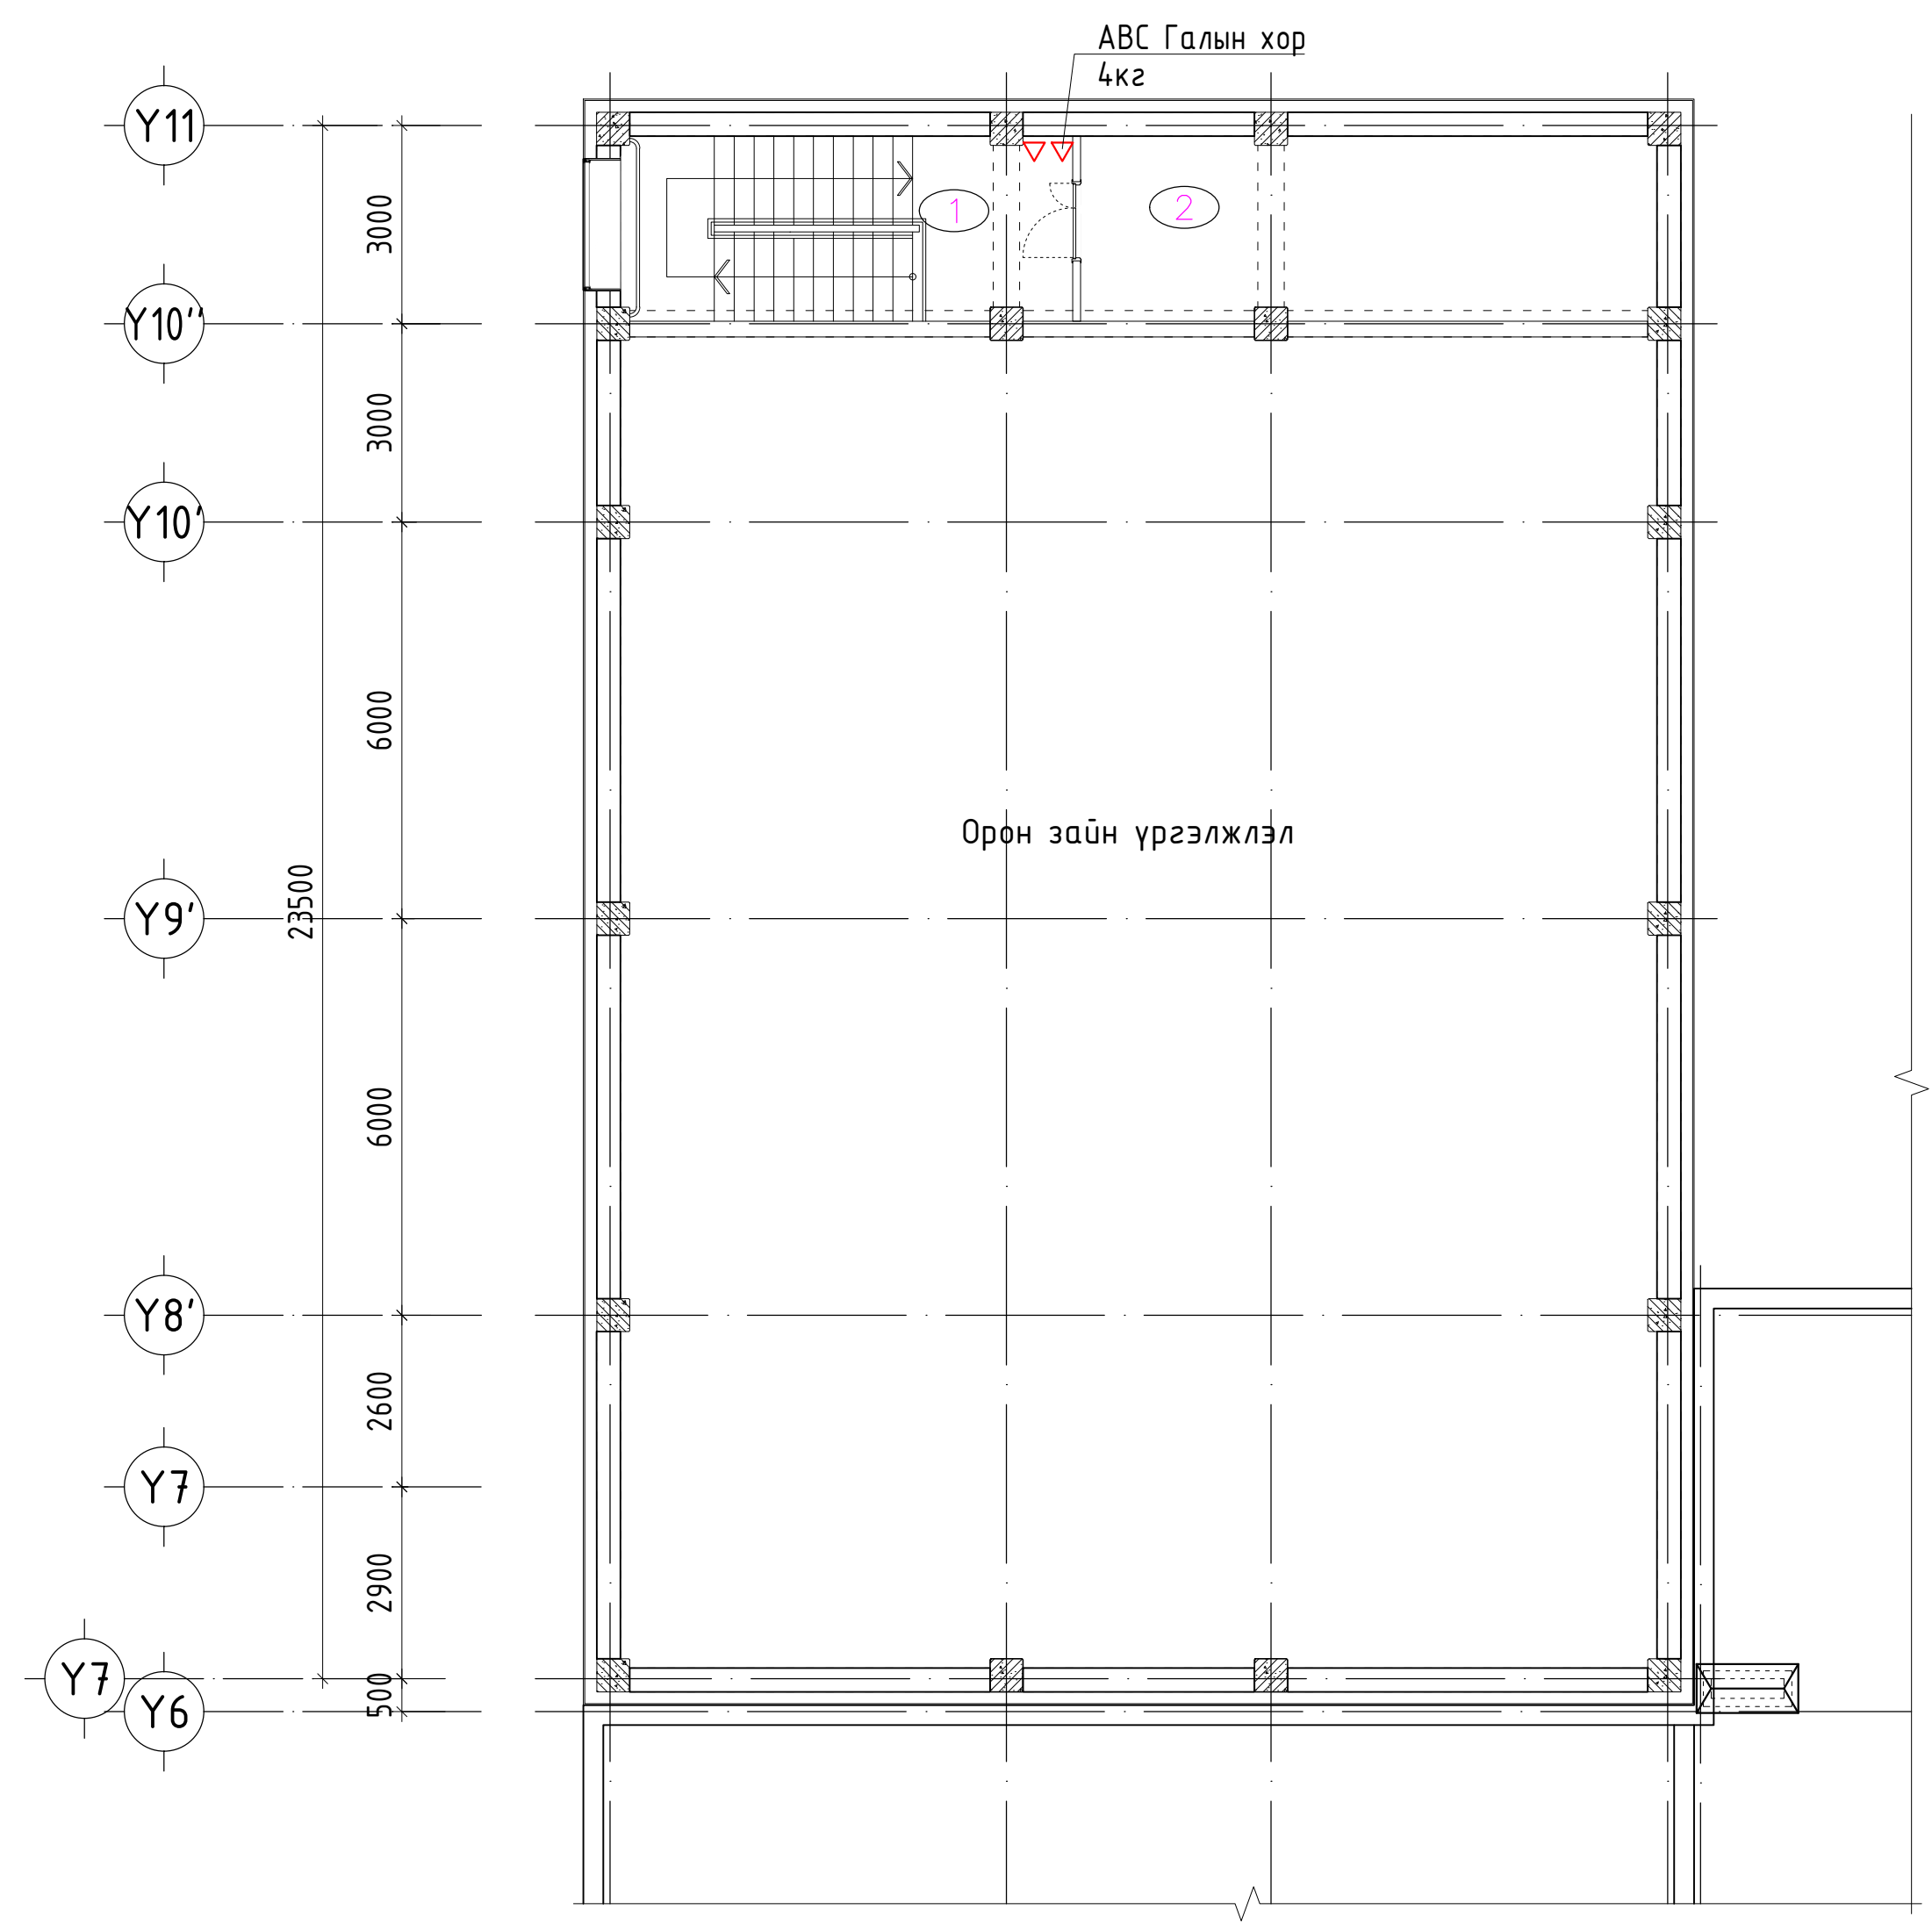 АВС Галын хор
4кг
Y11
3000
1
2
Y10''
3000
Y10'
6000
Орон зайн үргэлжлэл
23500
Y9'
6000
Y8'
2600
Y7
2900
Y7
500
Y6